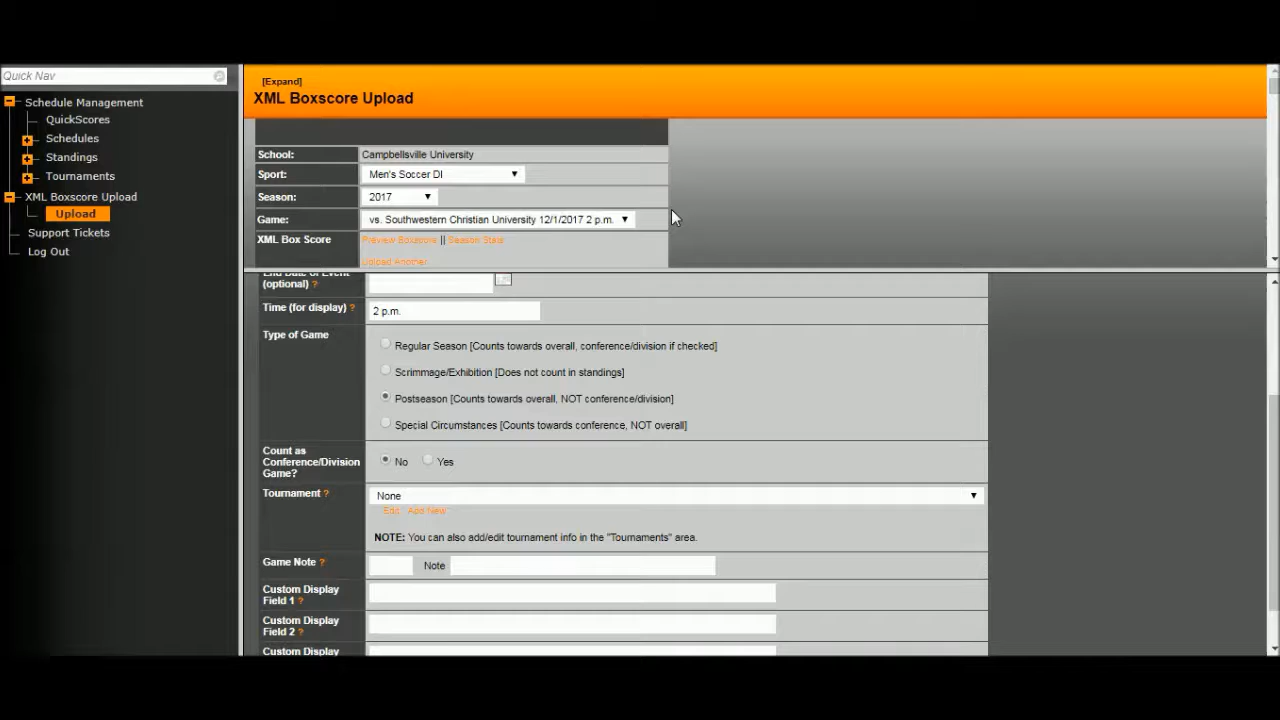 Quick Nav
Schedule Management
QuickScores
Schedules
Standings
Tournaments
XML Boxscore Upload
Upload
Support Tickets
Log Out
[Expand]
XML Boxscore Upload
School: Campbellsville University
Sport: Men's Soccer DI
Season: 2017
Game: vs. Southwestern Christian University 12/1/2017 2 p.m.
XML Box Score Preview Boxscore || Season Stats
Upload Another
End Date of Event
(optional) ?
Time (for display) ? 2 p.m.
Type of Game
Regular Season [Counts towards overall, conference/division if checked]
Scrimmage/Exhibition [Does not count in standings]
Postseason [Counts towards overall, NOT conference/division]
Special Circumstances [Counts towards conference, NOT overall]
Count as
Conference/Division
Game?
No Yes
Tournament ? None
Edit Add New
NOTE: You can also add/edit tournament info in the "Tournaments" area.
Game Note ? Note
Custom Display
Field 1 ?
Custom Display
Field 2 ?
Custom Display